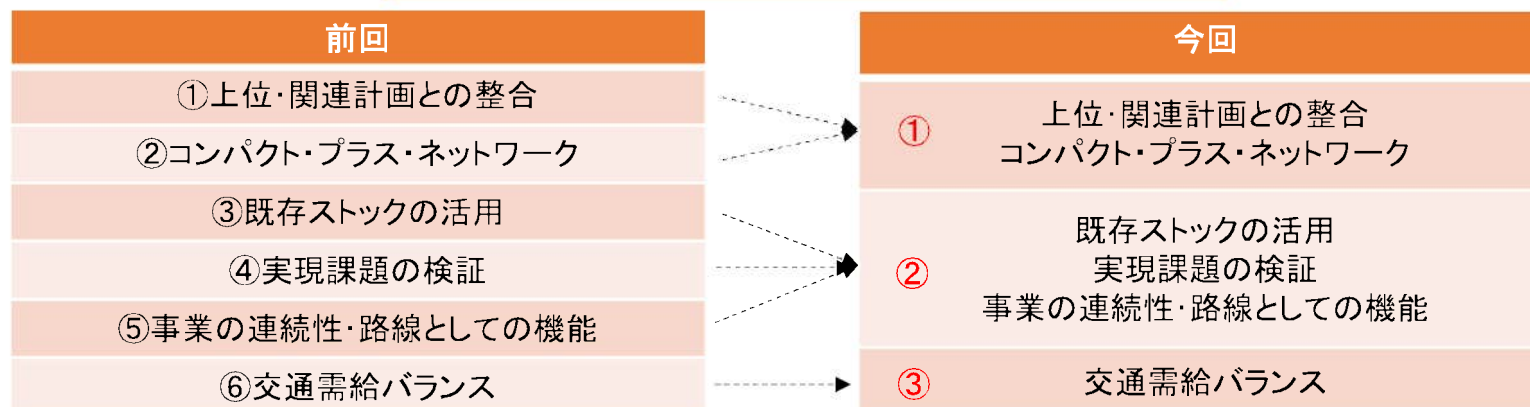 前回
①上位・関連計画との整合
②コンパクト・プラス・ネットワーク
③既存ストックの活用
④実現課題の検証
⑤事業の連続性・路線としての機能
⑥交通需給バランス
今回
①
上位・関連計画との整合
コンパクト・プラス・ネットワーク
②
既存ストックの活用
実現課題の検証
事業の連続性・路線としての機能
③
交通需給バランス